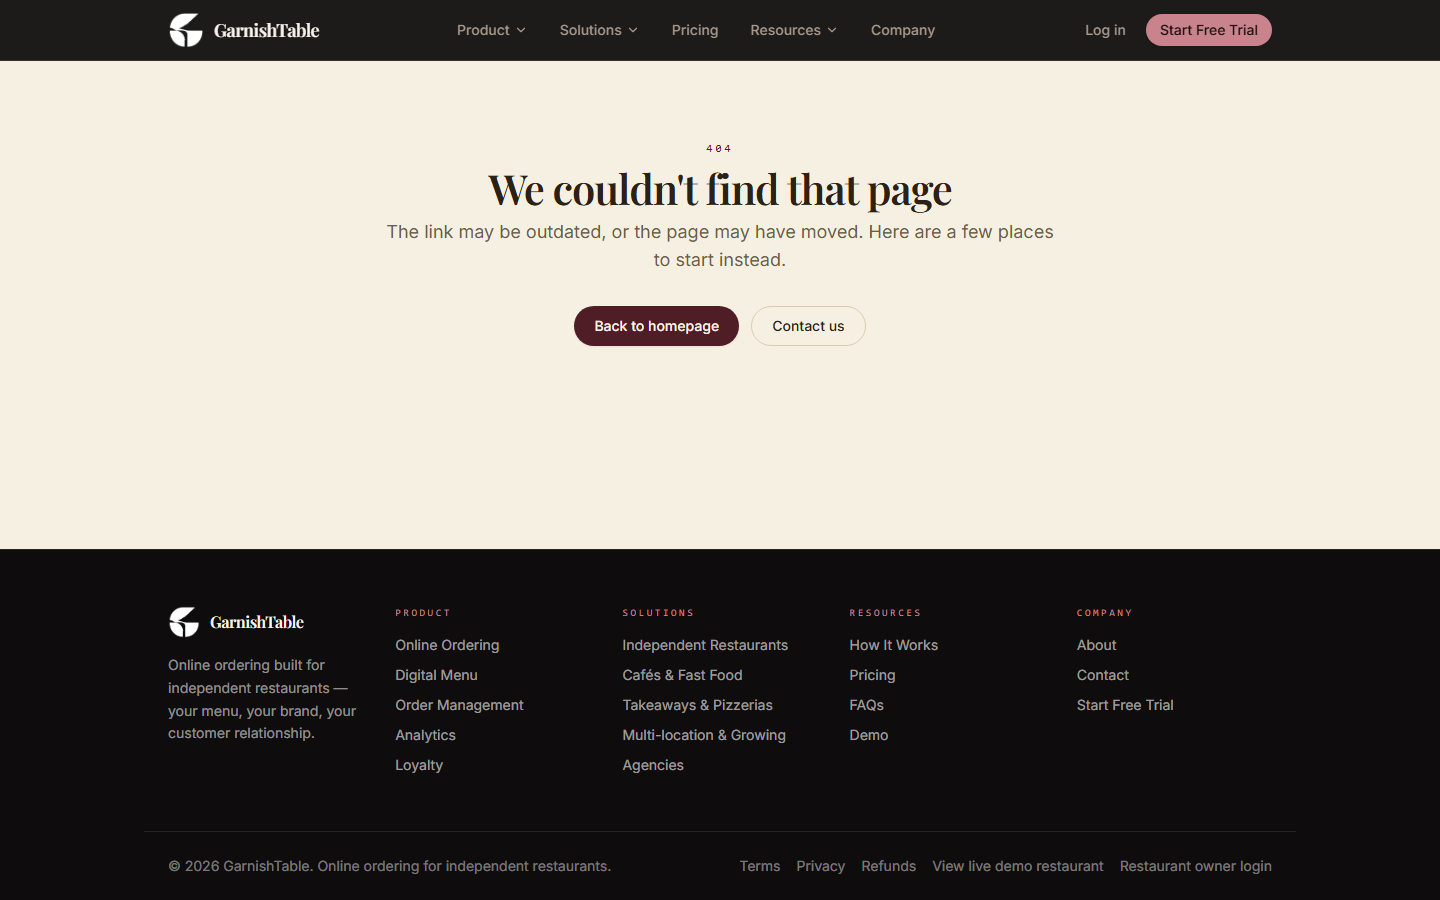 GarnishTable
Product
Solutions
Pricing
Resources
Company
Log in
Start Free Trial
404
We couldn't find that page
The link may be outdated, or the page may have moved. Here are a few places
to start instead.
Back to homepage
Contact us
GarnishTable
Online ordering built for
independent restaurants —
your menu, your brand, your
customer relationship.
PRODUCT
Online Ordering
Digital Menu
Order Management
Analytics
Loyalty
SOLUTIONS
Independent Restaurants
Cafés & Fast Food
Takeaways & Pizzerias
Multi-location & Growing
Agencies
RESOURCES
How It Works
Pricing
FAQs
Demo
COMPANY
About
Contact
Start Free Trial
© 2026 GarnishTable. Online ordering for independent restaurants.
Terms
Privacy
Refunds
View live demo restaurant
Restaurant owner login